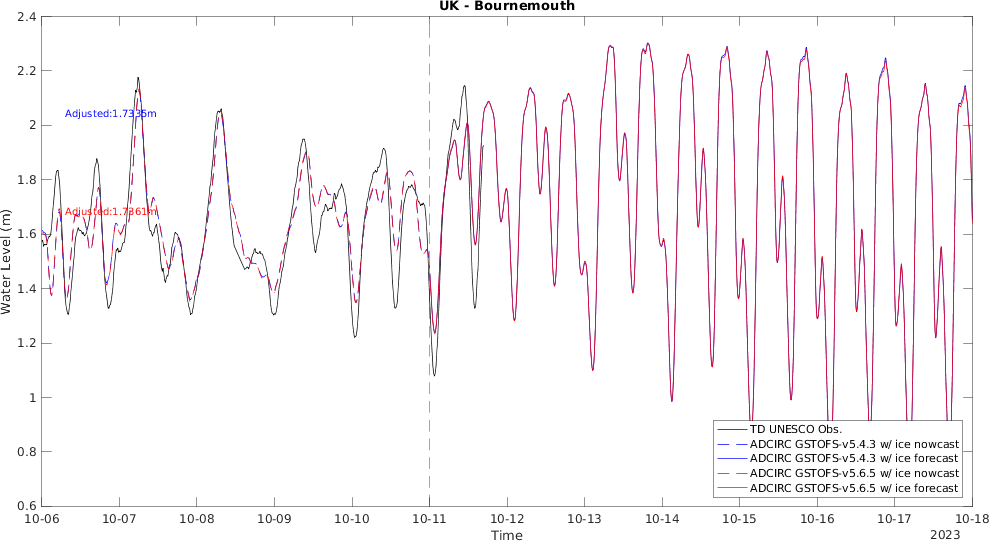 UK - Bournemouth
2.4
2.2
2
1.8
1.6
1.4
1.2
1
0.8
0.6
Water Level (m)
Adjusted:1.7335m
Adjusted:1.7361m
TD UNESCO Obs.
ADCIRC GSTOFS-v5.4.3 w/ ice nowcast
ADCIRC GSTOFS-v5.4.3 w/ ice forecast
ADCIRC GSTOFS-v5.6.5 w/ ice nowcast
ADCIRC GSTOFS-v5.6.5 w/ ice forecast
10-06 10-07 10-08 10-09 10-10 10-11 10-12 10-13 10-14 10-15 10-16 10-17 10-18
Time
2023